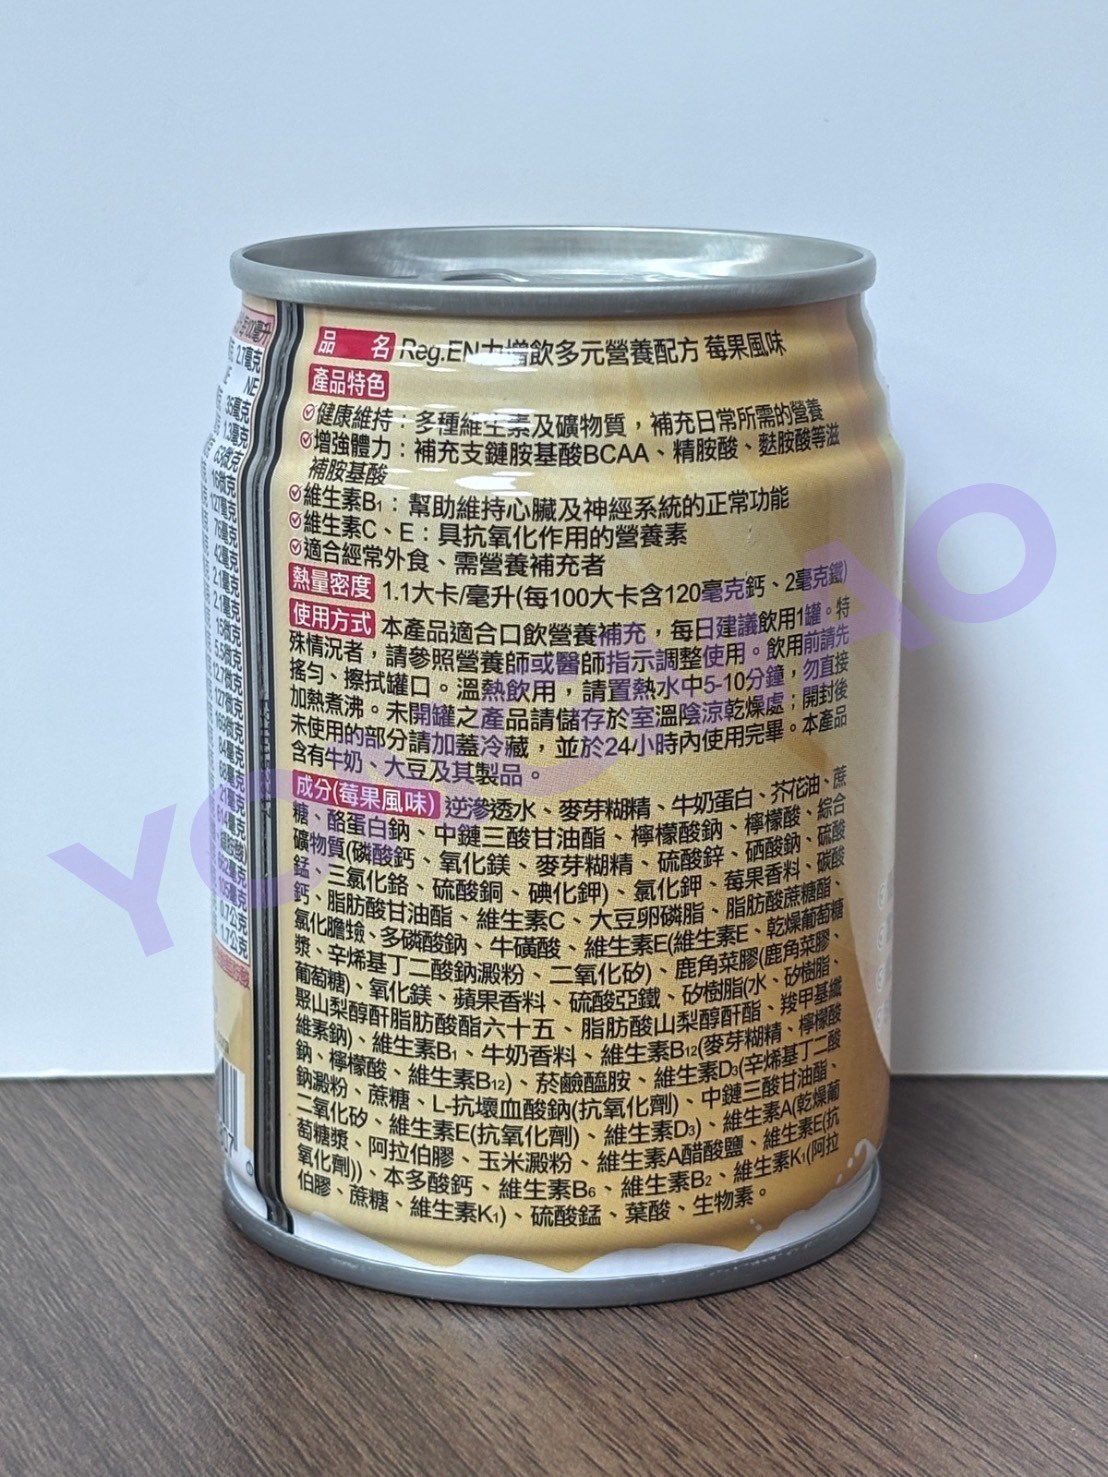 品 名 Reg.EN力增飲多元營養配方 莓果風味
產品特色
健康維持：多種維生素及礦物質，補充日常所需的營養
增強體力：補充支鏈胺基酸BCAA、精胺酸、麩胺酸等滋
補胺基酸
維生素B1：幫助維持心臟及神經系統的正常功能
維生素C、E：具抗氧化作用的營養素
適合經常外食、需營養補充者
熱量密度 1.1大卡/毫升(每100大卡含120毫克鈣、2毫克鐵)
使用方式 本產品適合口飲營養補充，每日建議飲用1罐。特
殊情況者，請參照營養師或醫師指示調整使用。飲用前請先
搖勻、擦拭罐口。溫熱飲用，請置熱水中5-10分鐘，勿直接
加熱煮沸。未開罐之產品請儲存於室溫陰涼乾燥處；開封後
未使用的部分請加蓋冷藏，並於24小時內使用完畢。本產品
含有牛奶、大豆及其製品。
成分(莓果風味) 逆滲透水、麥芽糊精、牛奶蛋白、芥花油、蔗
糖、酪蛋白鈉、中鏈三酸甘油酯、檸檬酸鈉、檸檬酸、綜合
礦物質(磷酸鈣、氧化鎂、麥芽糊精、硫酸鋅、硒酸鈉、硫酸
錳、三氯化鉻、硫酸銅、碘化鉀)、氯化鉀、莓果香料、碳酸
鈣、脂肪酸甘油酯、維生素C、大豆卵磷脂、脂肪酸蔗糖酯、
氯化膽鹼、多磷酸鈉、牛磺酸、維生素E(維生素E、乾燥葡萄糖
漿、辛烯基丁二酸鈉澱粉、二氧化矽)、鹿角菜膠(鹿角菜膠、
葡萄糖)、氧化鎂、蘋果香料、硫酸亞鐵、矽樹脂(水、矽樹脂、
聚山梨醇酐脂肪酸酯六十五、脂肪酸山梨醇酐酯、羧甲基纖
維素鈉)、維生素B1、牛奶香料、維生素B12(麥芽糊精、檸檬酸
鈉、檸檬酸、維生素B12)、菸鹼醯胺、維生素D3(辛烯基丁二酸
鈉澱粉、蔗糖、L-抗壞血酸鈉(抗氧化劑)、中鏈三酸甘油酯、
二氧化矽、維生素E(抗氧化劑)、維生素D3)、維生素A(乾燥葡
萄糖漿、阿拉伯膠、玉米澱粉、維生素A醋酸鹽、維生素E(抗
氧化劑))、本多酸鈣、維生素B6、維生素B2、維生素K1(阿拉
伯膠、蔗糖、維生素K1)、硫酸錳、葉酸、生物素。